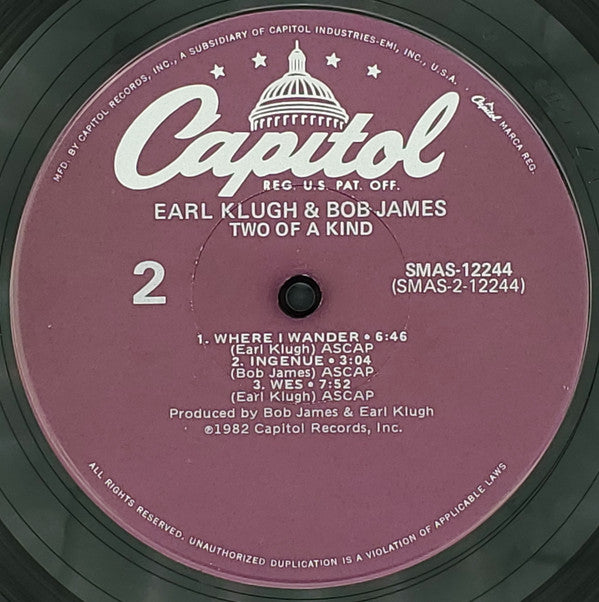 MFD. BY CAPITOL RECORDS, INC., A SUBSIDIARY OF CAPITOL INDUSTRIES-EMI, INC., U.S.A.
Capitol MARCA REG.
Capitol
REG. U.S. PAT. OFF.
EARL KLUGH & BOB JAMES
TWO OF A KIND
2
SMAS-12244
(SMAS-2-12244)
1. WHERE I WANDER • 6:46
(Earl Klugh) ASCAP
2. INGENUE • 3:04
(Bob James) ASCAP
3. WES • 7:52
(Earl Klugh) ASCAP
Produced by Bob James & Earl Klugh
℗1982 Capitol Records, Inc.
ALL RIGHTS RESERVED. UNAUTHORIZED DUPLICATION IS A VIOLATION OF APPLICABLE LAWS